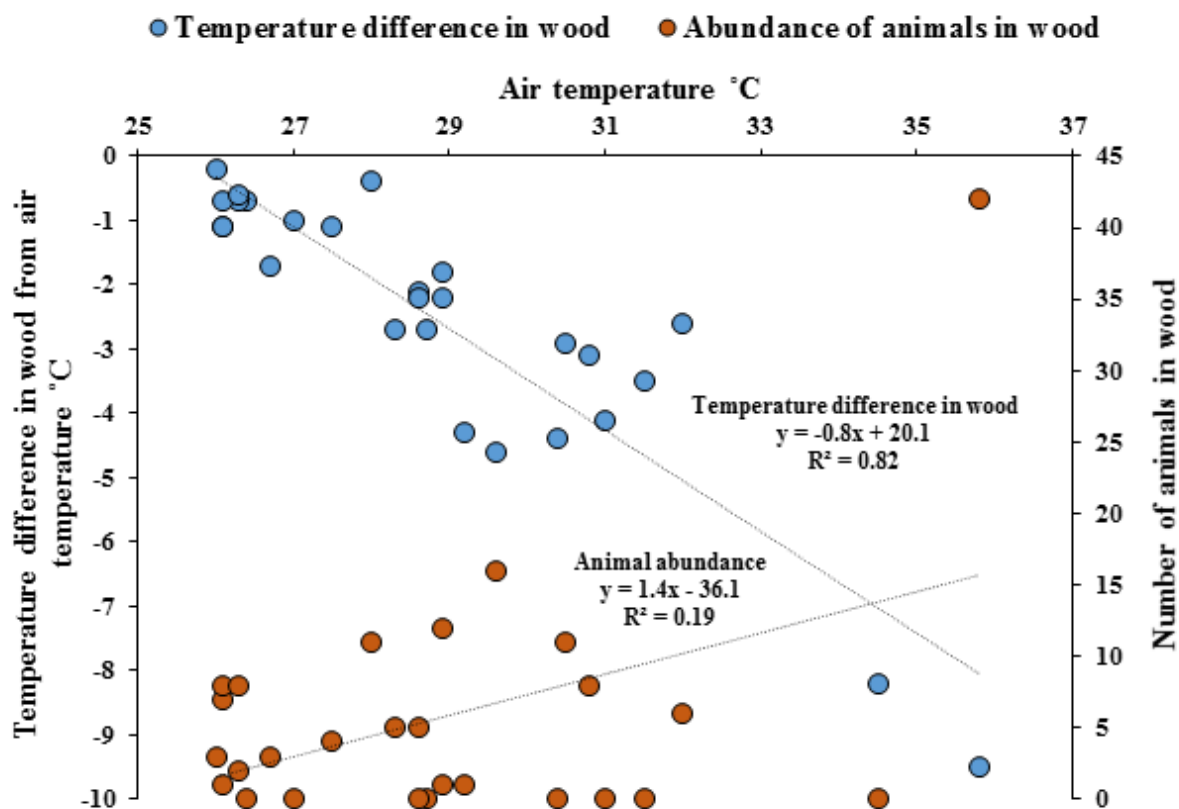 Temperature difference in wood
Abundance of animals in wood
Air temperature ˚C
25 27 29 31 33 35 37
Temperature difference in wood from air
temperature ˚C
0
-1
-2
-3
-4
-5
-6
-7
-8
-9
-10
Temperature difference in wood
y = -0.8x + 20.1
R² = 0.82
Animal abundance
y = 1.4x - 36.1
R² = 0.19
45
40
35
30
25
20
15
10
5
0
Number of animals in wood